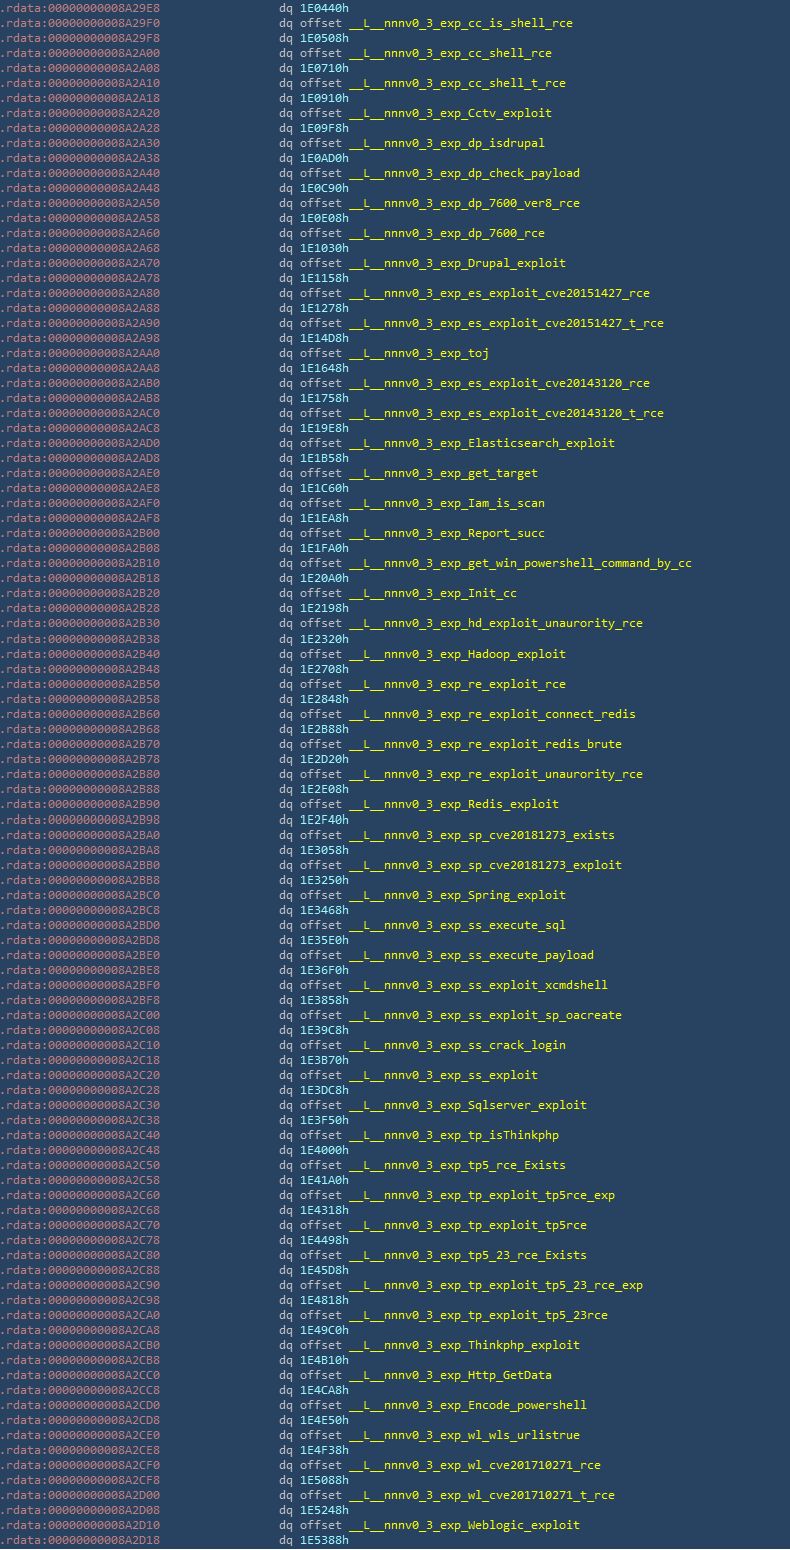 .rdata:00000000008A29E8 dq 1E0440h
.rdata:00000000008A29F0 dq offset __L__nnnv0_3_exp_cc_is_shell_rce
.rdata:00000000008A29F8 dq 1E0508h
.rdata:00000000008A2A00 dq offset __L__nnnv0_3_exp_cc_shell_rce
.rdata:00000000008A2A08 dq 1E0710h
.rdata:00000000008A2A10 dq offset __L__nnnv0_3_exp_cc_shell_t_rce
.rdata:00000000008A2A18 dq 1E0910h
.rdata:00000000008A2A20 dq offset __L__nnnv0_3_exp_Cctv_exploit
.rdata:00000000008A2A28 dq 1E09F8h
.rdata:00000000008A2A30 dq offset __L__nnnv0_3_exp_dp_isdrupal
.rdata:00000000008A2A38 dq 1E0AD0h
.rdata:00000000008A2A40 dq offset __L__nnnv0_3_exp_dp_check_payload
.rdata:00000000008A2A48 dq 1E0C90h
.rdata:00000000008A2A50 dq offset __L__nnnv0_3_exp_dp_7600_ver8_rce
.rdata:00000000008A2A58 dq 1E0E08h
.rdata:00000000008A2A60 dq offset __L__nnnv0_3_exp_dp_7600_rce
.rdata:00000000008A2A68 dq 1E1030h
.rdata:00000000008A2A70 dq offset __L__nnnv0_3_exp_Drupal_exploit
.rdata:00000000008A2A78 dq 1E1158h
.rdata:00000000008A2A80 dq offset __L__nnnv0_3_exp_es_exploit_cve20151427_rce
.rdata:00000000008A2A88 dq 1E1278h
.rdata:00000000008A2A90 dq offset __L__nnnv0_3_exp_es_exploit_cve20151427_t_rce
.rdata:00000000008A2A98 dq 1E14D8h
.rdata:00000000008A2AA0 dq offset __L__nnnv0_3_exp_toj
.rdata:00000000008A2AA8 dq 1E1648h
.rdata:00000000008A2AB0 dq offset __L__nnnv0_3_exp_es_exploit_cve20143120_rce
.rdata:00000000008A2AB8 dq 1E1758h
.rdata:00000000008A2AC0 dq offset __L__nnnv0_3_exp_es_exploit_cve20143120_t_rce
.rdata:00000000008A2AC8 dq 1E19E8h
.rdata:00000000008A2AD0 dq offset __L__nnnv0_3_exp_Elasticsearch_exploit
.rdata:00000000008A2AD8 dq 1E1B58h
.rdata:00000000008A2AE0 dq offset __L__nnnv0_3_exp_get_target
.rdata:00000000008A2AE8 dq 1E1C60h
.rdata:00000000008A2AF0 dq offset __L__nnnv0_3_exp_Iam_is_scan
.rdata:00000000008A2AF8 dq 1E1EA8h
.rdata:00000000008A2B00 dq offset __L__nnnv0_3_exp_Report_succ
.rdata:00000000008A2B08 dq 1E1FA0h
.rdata:00000000008A2B10 dq offset __L__nnnv0_3_exp_get_win_powershell_command_by_cc
.rdata:00000000008A2B18 dq 1E20A0h
.rdata:00000000008A2B20 dq offset __L__nnnv0_3_exp_Init_cc
.rdata:00000000008A2B28 dq 1E2198h
.rdata:00000000008A2B30 dq offset __L__nnnv0_3_exp_hd_exploit_unaurority_rce
.rdata:00000000008A2B38 dq 1E2320h
.rdata:00000000008A2B40 dq offset __L__nnnv0_3_exp_Hadoop_exploit
.rdata:00000000008A2B48 dq 1E2708h
.rdata:00000000008A2B50 dq offset __L__nnnv0_3_exp_re_exploit_rce
.rdata:00000000008A2B58 dq 1E2848h
.rdata:00000000008A2B60 dq offset __L__nnnv0_3_exp_re_exploit_connect_redis
.rdata:00000000008A2B68 dq 1E2B88h
.rdata:00000000008A2B70 dq offset __L__nnnv0_3_exp_re_exploit_redis_brute
.rdata:00000000008A2B78 dq 1E2D20h
.rdata:00000000008A2B80 dq offset __L__nnnv0_3_exp_re_exploit_unaurority_rce
.rdata:00000000008A2B88 dq 1E2E08h
.rdata:00000000008A2B90 dq offset __L__nnnv0_3_exp_Redis_exploit
.rdata:00000000008A2B98 dq 1E2F40h
.rdata:00000000008A2BA0 dq offset __L__nnnv0_3_exp_sp_cve20181273_exists
.rdata:00000000008A2BA8 dq 1E3058h
.rdata:00000000008A2BB0 dq offset __L__nnnv0_3_exp_sp_cve20181273_exploit
.rdata:00000000008A2BB8 dq 1E3250h
.rdata:00000000008A2BC0 dq offset __L__nnnv0_3_exp_Spring_exploit
.rdata:00000000008A2BC8 dq 1E3468h
.rdata:00000000008A2BD0 dq offset __L__nnnv0_3_exp_ss_execute_sql
.rdata:00000000008A2BD8 dq 1E35E0h
.rdata:00000000008A2BE0 dq offset __L__nnnv0_3_exp_ss_execute_payload
.rdata:00000000008A2BE8 dq 1E36F0h
.rdata:00000000008A2BF0 dq offset __L__nnnv0_3_exp_ss_exploit_xcmdshell
.rdata:00000000008A2BF8 dq 1E3858h
.rdata:00000000008A2C00 dq offset __L__nnnv0_3_exp_ss_exploit_sp_oacreate
.rdata:00000000008A2C08 dq 1E39C8h
.rdata:00000000008A2C10 dq offset __L__nnnv0_3_exp_ss_crack_login
.rdata:00000000008A2C18 dq 1E3B70h
.rdata:00000000008A2C20 dq offset __L__nnnv0_3_exp_ss_exploit
.rdata:00000000008A2C28 dq 1E3DC8h
.rdata:00000000008A2C30 dq offset __L__nnnv0_3_exp_Sqlserver_exploit
.rdata:00000000008A2C38 dq 1E3F50h
.rdata:00000000008A2C40 dq offset __L__nnnv0_3_exp_tp_isThinkphp
.rdata:00000000008A2C48 dq 1E4000h
.rdata:00000000008A2C50 dq offset __L__nnnv0_3_exp_tp5_rce_Exists
.rdata:00000000008A2C58 dq 1E41A0h
.rdata:00000000008A2C60 dq offset __L__nnnv0_3_exp_tp_exploit_tp5rce_exp
.rdata:00000000008A2C68 dq 1E4318h
.rdata:00000000008A2C70 dq offset __L__nnnv0_3_exp_tp_exploit_tp5rce
.rdata:00000000008A2C78 dq 1E4498h
.rdata:00000000008A2C80 dq offset __L__nnnv0_3_exp_tp5_23_rce_Exists
.rdata:00000000008A2C88 dq 1E45D8h
.rdata:00000000008A2C90 dq offset __L__nnnv0_3_exp_tp_exploit_tp5_23_rce_exp
.rdata:00000000008A2C98 dq 1E4818h
.rdata:00000000008A2CA0 dq offset __L__nnnv0_3_exp_tp_exploit_tp5_23rce
.rdata:00000000008A2CA8 dq 1E49C0h
.rdata:00000000008A2CB0 dq offset __L__nnnv0_3_exp_Thinkphp_exploit
.rdata:00000000008A2CB8 dq 1E4B10h
.rdata:00000000008A2CC0 dq offset __L__nnnv0_3_exp_Http_GetData
.rdata:00000000008A2CC8 dq 1E4CA8h
.rdata:00000000008A2CD0 dq offset __L__nnnv0_3_exp_Encode_powershell
.rdata:00000000008A2CD8 dq 1E4E50h
.rdata:00000000008A2CE0 dq offset __L__nnnv0_3_exp_wl_wls_urlistrue
.rdata:00000000008A2CE8 dq 1E4F38h
.rdata:00000000008A2CF0 dq offset __L__nnnv0_3_exp_wl_cve201710271_rce
.rdata:00000000008A2CF8 dq 1E5088h
.rdata:00000000008A2D00 dq offset __L__nnnv0_3_exp_wl_cve201710271_t_rce
.rdata:00000000008A2D08 dq 1E5248h
.rdata:00000000008A2D10 dq offset __L__nnnv0_3_exp_Weblogic_exploit
.rdata:00000000008A2D18 dq 1E5388h